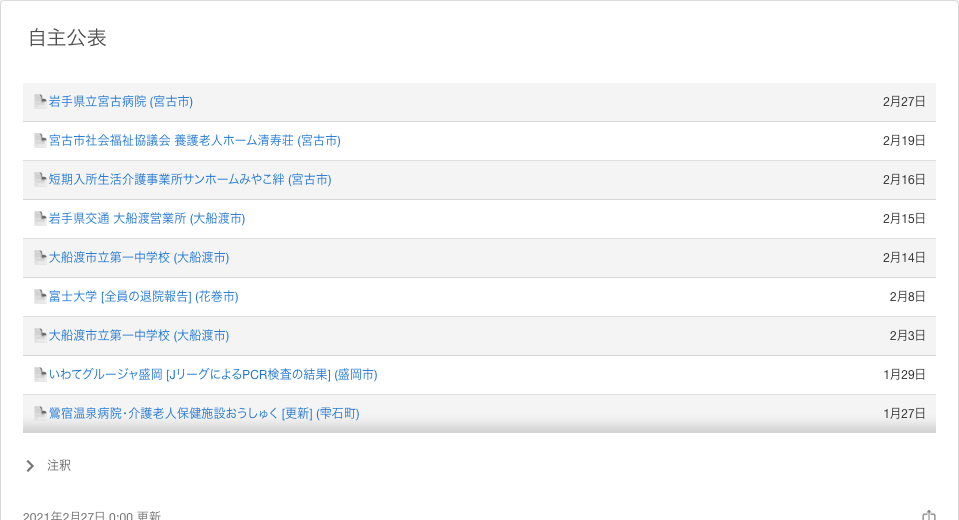 自主公表
岩手県立宮古病院 (宮古市) 2月27日
宮古市社会福祉協議会 養護老人ホーム清寿荘 (宮古市) 2月19日
短期入所生活介護事業所サンホームみやこ絆 (宮古市) 2月16日
岩手県交通 大船渡営業所 (大船渡市) 2月15日
大船渡市立第一中学校 (大船渡市) 2月14日
富士大学 [全員の退院報告] (花巻市) 2月8日
大船渡市立第一中学校 (大船渡市) 2月3日
いわてグルージャ盛岡 [JリーグによるPCR検査の結果] (盛岡市) 1月29日
鶯宿温泉病院・介護老人保健施設おうしゅく [更新] (雫石町) 1月27日
注釈
2021年2月27日 0:00 更新